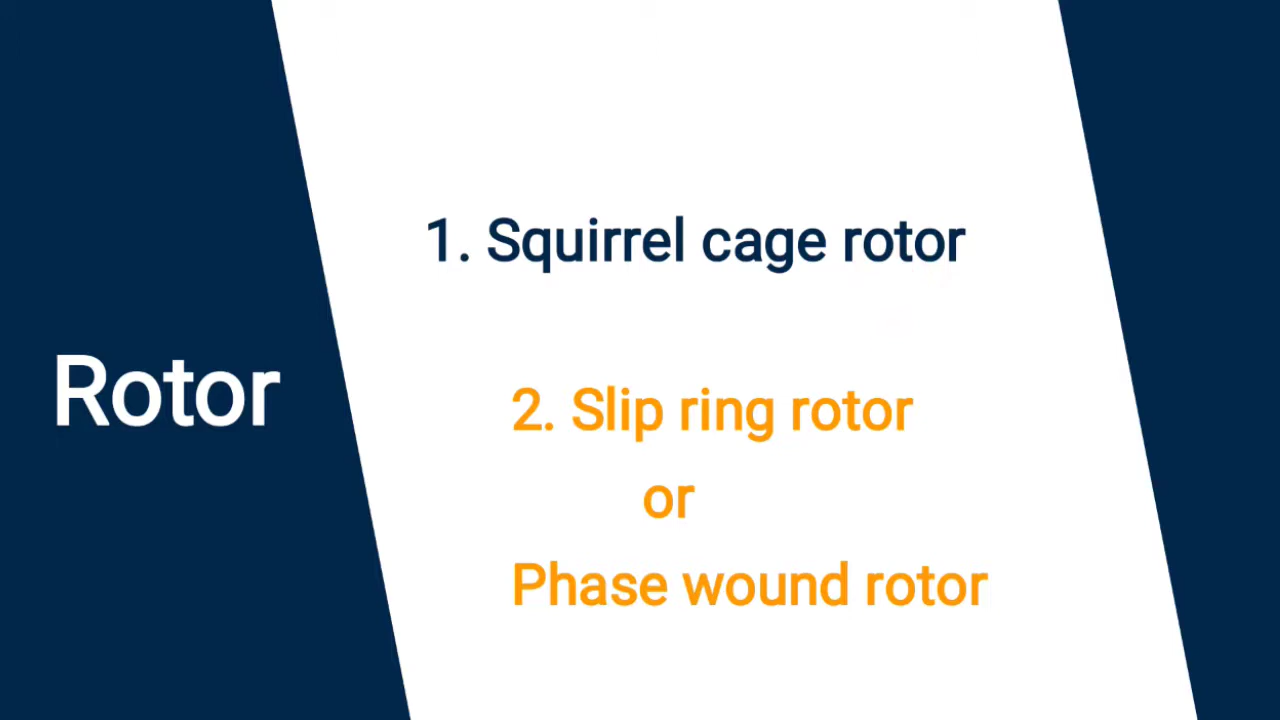 Rotor
1. Squirrel cage rotor
2. Slip ring rotor
or
Phase wound rotor